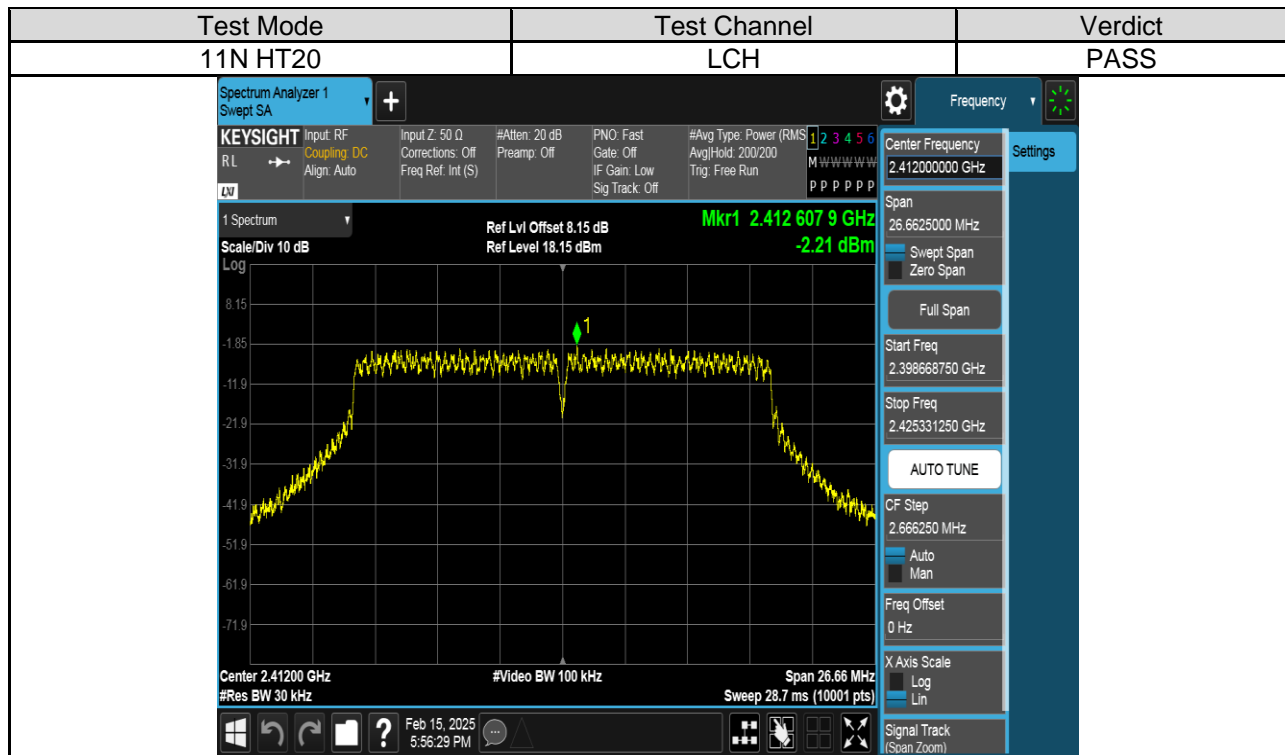 Test Mode Test Channel Verdict
11N HT20 LCH PASS
Spectrum Analyzer 1
Swept SA
+
Frequency
KEYSIGHT
RL
LXI
Input: RF
Coupling: DC
Align: Auto
Input Z: 50 Ω
Corrections: Off
Freq Ref: Int (S)
#Atten: 20 dB
Preamp: Off
PNO: Fast
Gate: Off
IF Gain: Low
Sig Track: Off
#Avg Type: Power (RMS
Avg|Hold: 200/200
Trig: Free Run
1 2 3 4 5 6
M W W W W W
P P P P P P
1 Spectrum
Scale/Div 10 dB
Log
Ref Lvl Offset 8.15 dB
Ref Level 18.15 dBm
Mkr1 2.412 607 9 GHz
-2.21 dBm
1
8.15
-1.85
-11.9
-21.9
-31.9
-41.9
-51.9
-61.9
-71.9
Center 2.41200 GHz
#Res BW 30 kHz
#Video BW 100 kHz
Span 26.66 MHz
Sweep 28.7 ms (10001 pts)
Center Frequency
2.412000000 GHz
Settings
Span
26.6625000 MHz
Swept Span
Zero Span
Full Span
Start Freq
2.398668750 GHz
Stop Freq
2.425331250 GHz
AUTO TUNE
CF Step
2.666250 MHz
Auto
Man
Freq Offset
0 Hz
X Axis Scale
Log
Lin
Signal Track
(Span Zoom)
?
Feb 15, 2025
5:56:29 PM